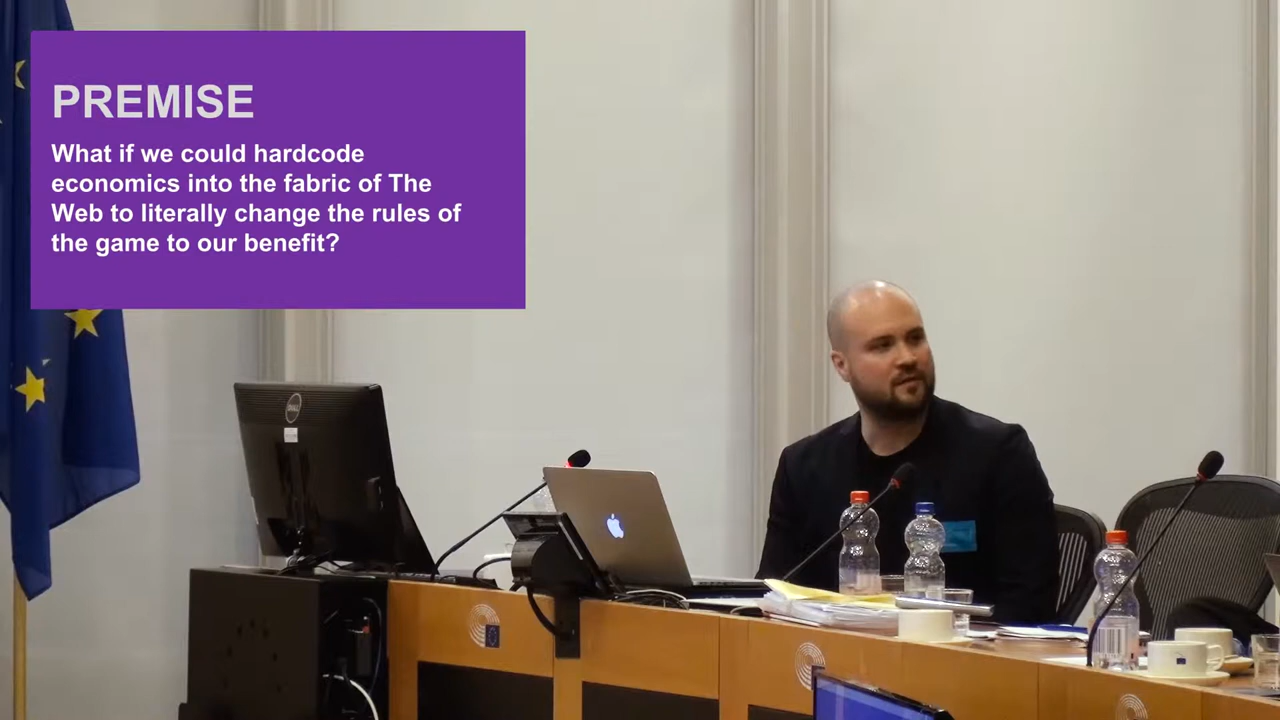 PREMISE
What if we could hardcode
economics into the fabric of The
Web to literally change the rules of
the game to our benefit?
DELL